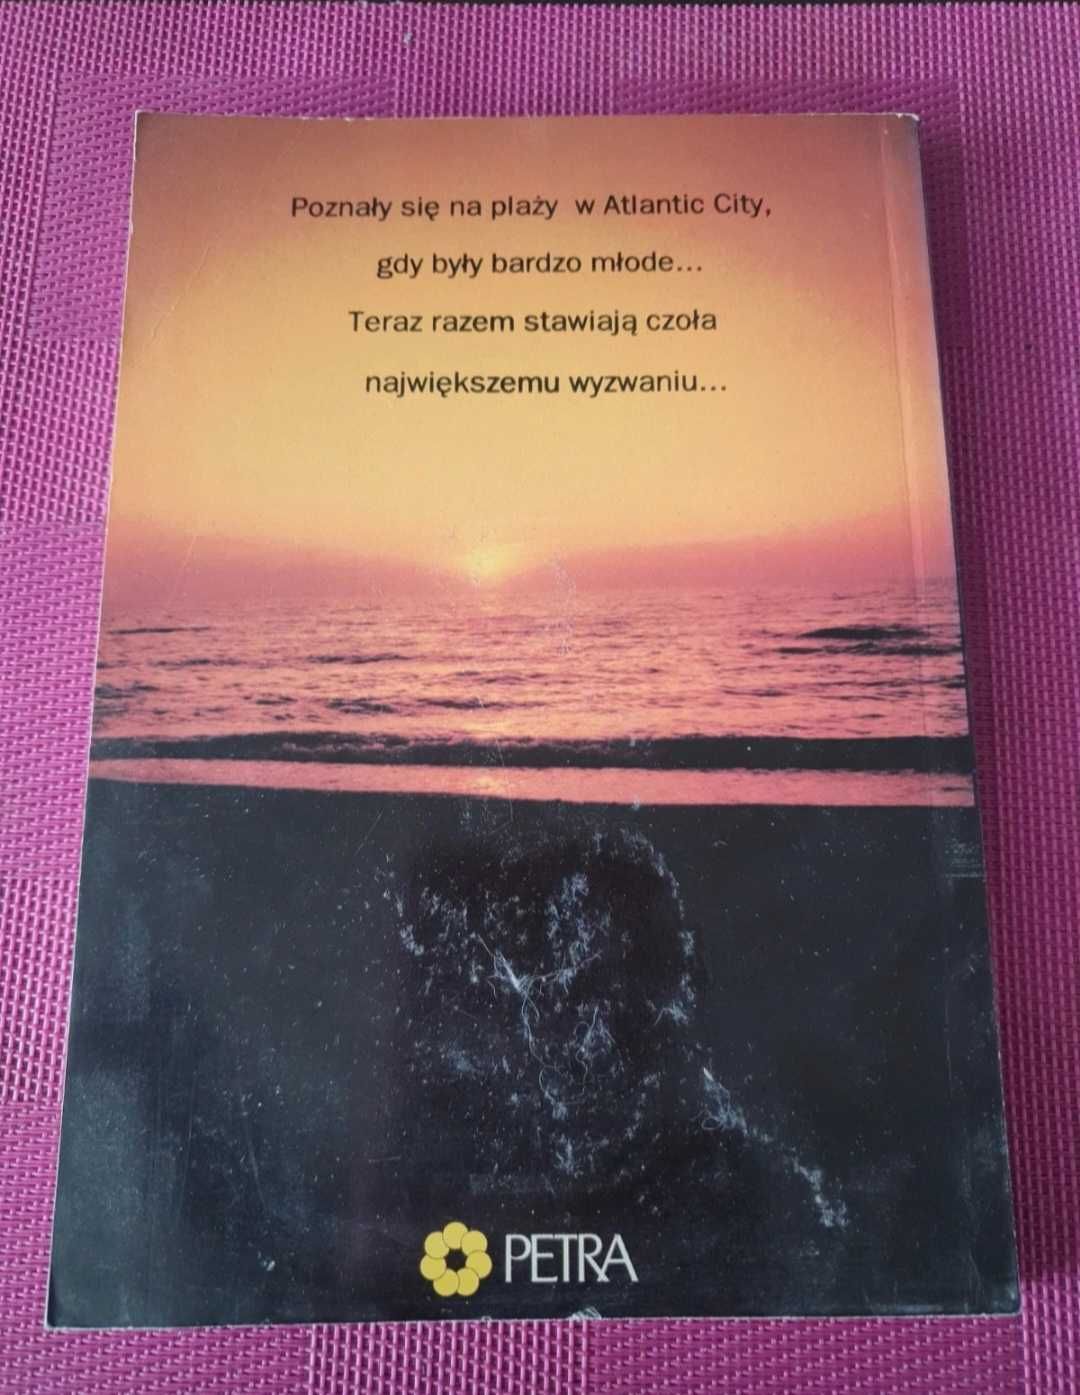 Poznały się na plaży w Atlantic City,
gdy były bardzo młode...
Teraz razem stawiają czoła
największemu wyzwaniu...
PETRA